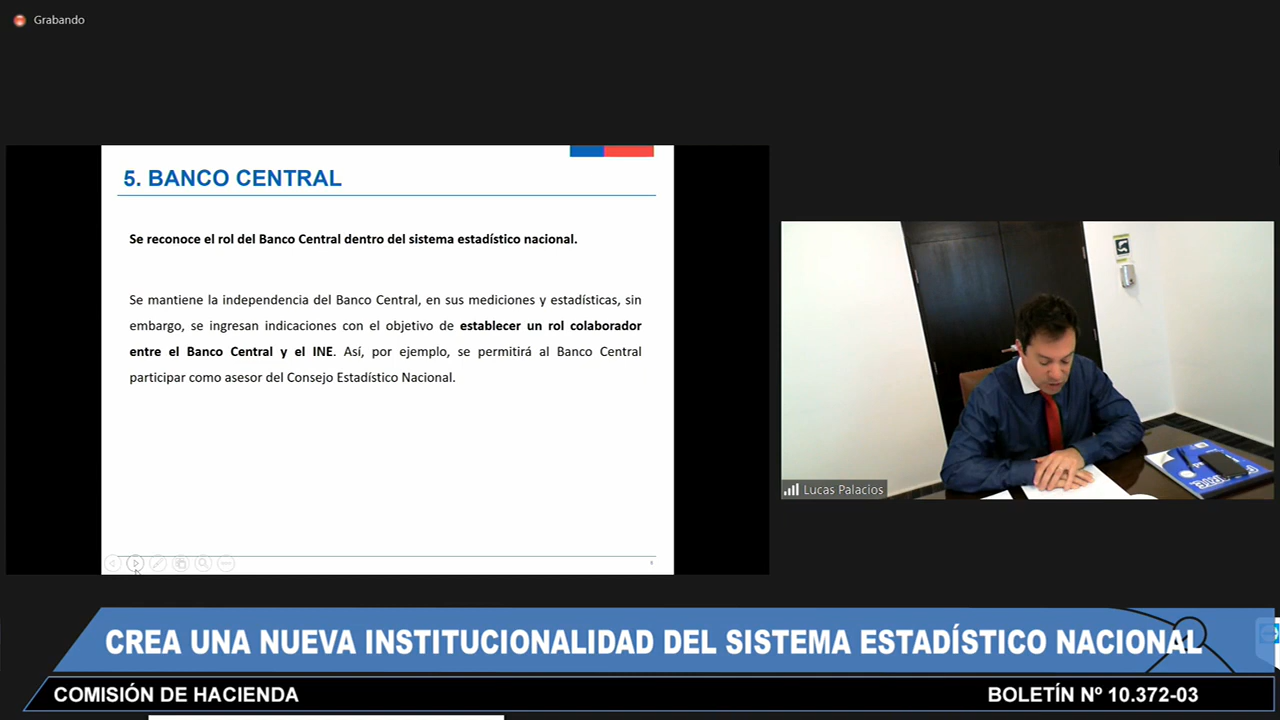 Grabando
5. BANCO CENTRAL
Se reconoce el rol del Banco Central dentro del sistema estadístico nacional.
Se mantiene la independencia del Banco Central, en sus mediciones y estadísticas, sin
embargo, se ingresan indicaciones con el objetivo de establecer un rol colaborador
entre el Banco Central y el INE. Así, por ejemplo, se permitirá al Banco Central
participar como asesor del Consejo Estadístico Nacional.
Lucas Palacios
CREA UNA NUEVA INSTITUCIONALIDAD DEL SISTEMA ESTADÍSTICO NACIONAL
COMISIÓN DE HACIENDA
BOLETÍN Nº 10.372-03